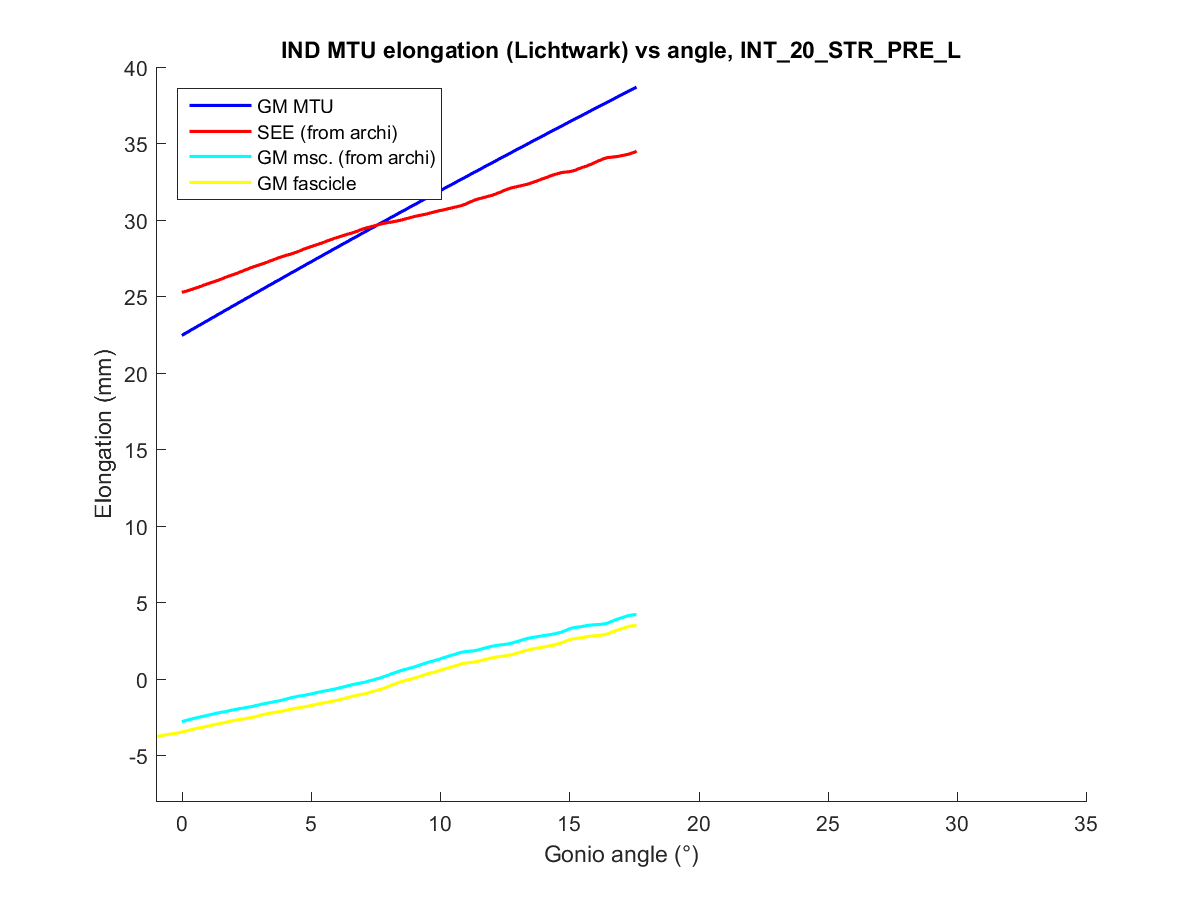 IND MTU elongation (Lichtwark) vs angle, INT_20_STR_PRE_L
GM MTU
SEE (from archi)
GM msc. (from archi)
GM fascicle
Elongation (mm)
40
35
30
25
20
15
10
5
0
-5
0 5 10 15 20 25 30 35
Gonio angle (°)